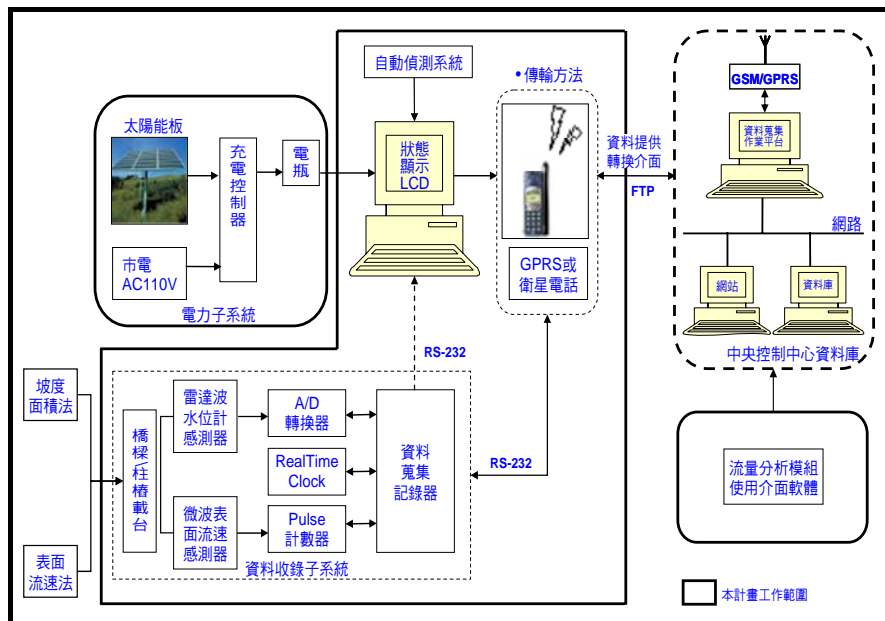 自動偵測系統
•傳輸方法
GSM/GPRS
太陽能板
充電控制器
電瓶
狀態
顯示
LCD
資料提供
轉換介面
FTP
資料蒐集
作業平台
網路
市電
AC110V
電力子系統
GPRS或
衛星電話
網站
資料庫
中央控制中心資料庫
RS-232
坡度
面積法
表面
流速法
橋樑\柱樁載台
雷達波
水位計
感測器
A/D
轉換器
RealTime
Clock
微波表
面流速
感測器
Pulse
計數器
資料
蒐集
記錄器
RS-232
資料收錄子系統
流量分析模組
使用介面軟體
本計畫工作範圍